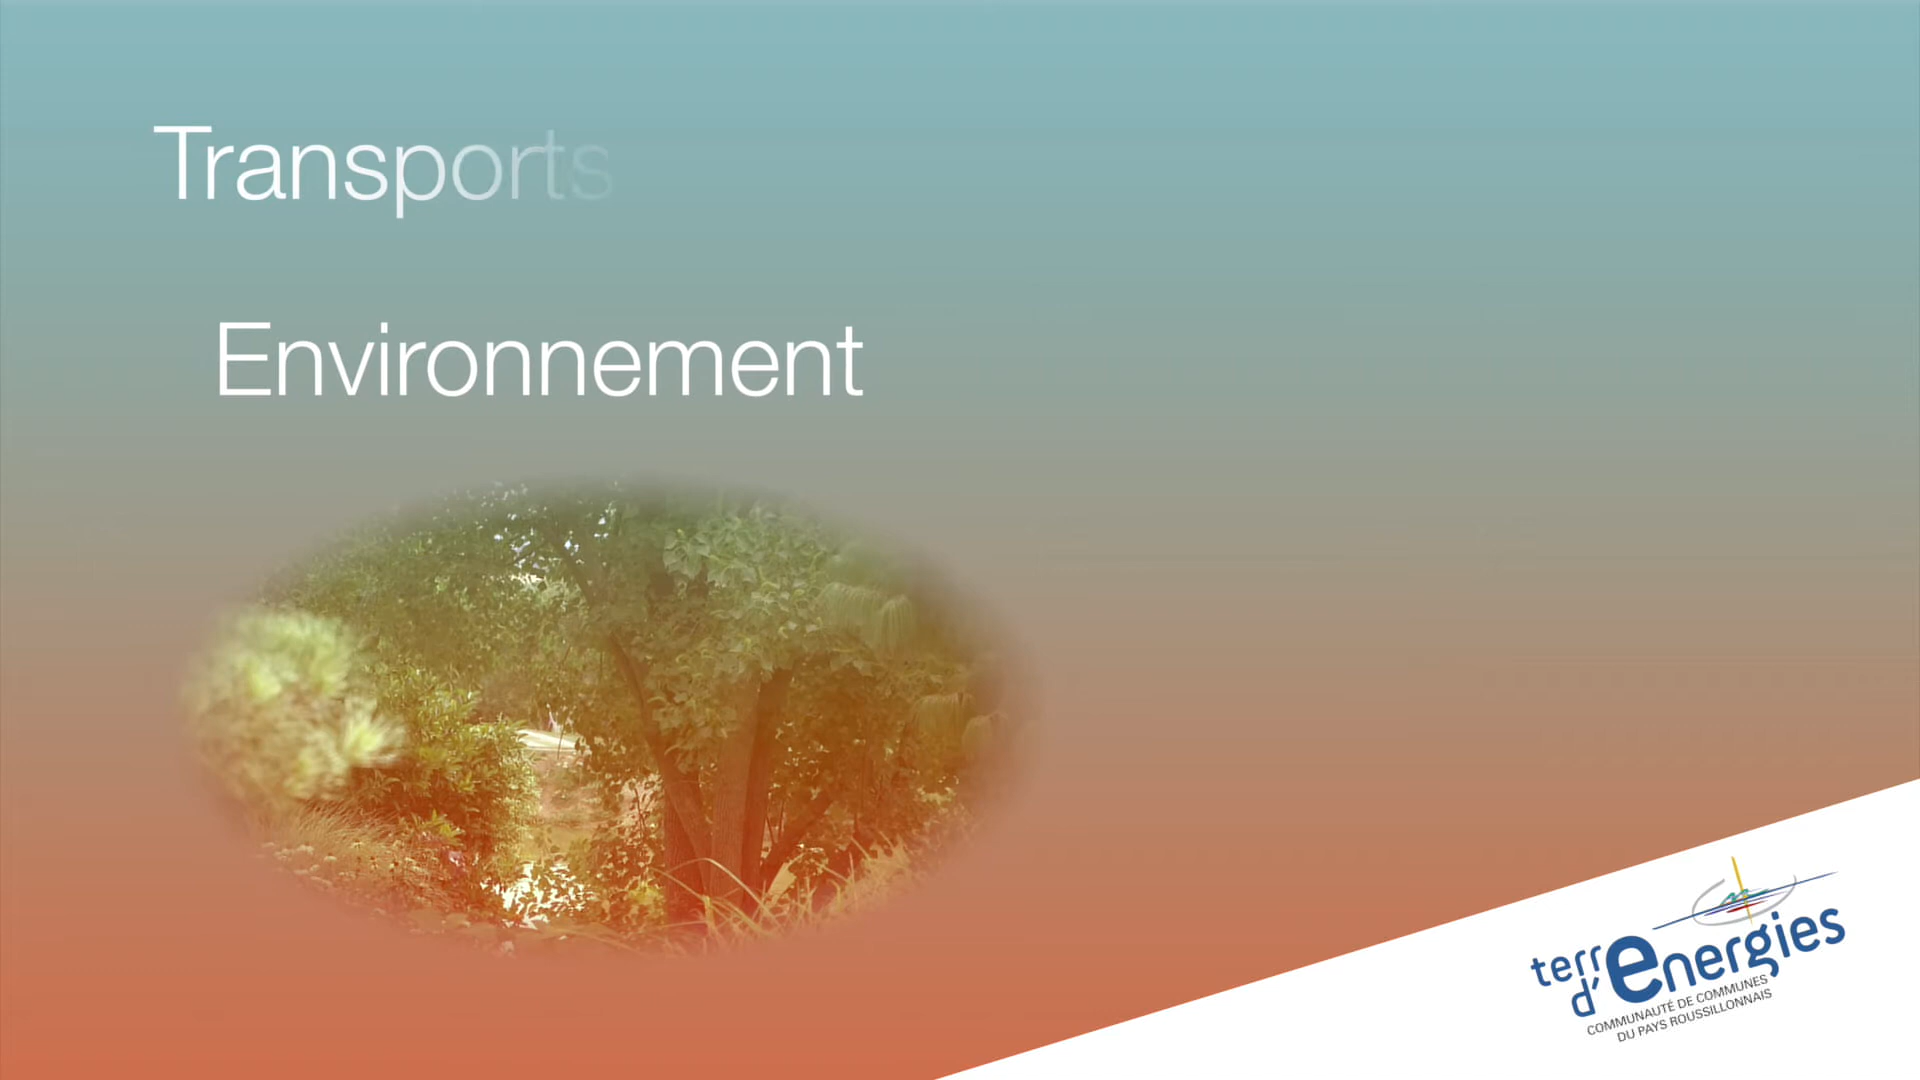 Transports
Environnement
terr
d'energies
COMMUNAUTÉ DE COMMUNES
DU PAYS ROUSSILLONNAIS